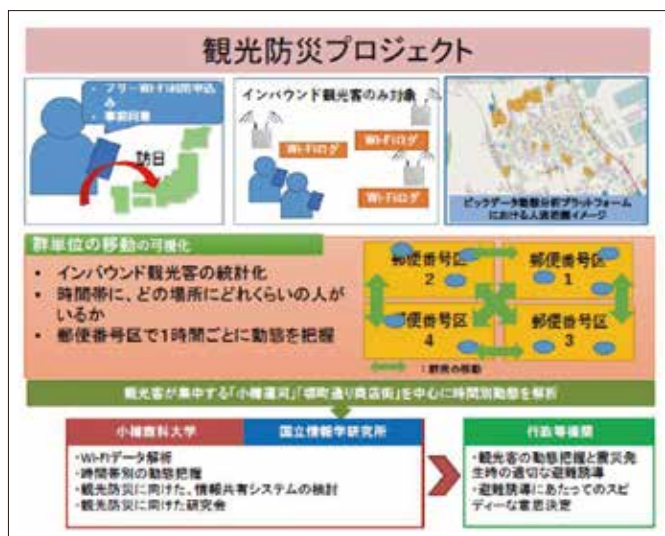 観光防災プロジェクト
• フリーWi-Fi利用申込み
• 事前同意
訪日
インバウンド観光客のみ対象
Wi-Fiログ
Wi-Fiログ
Wi-Fiログ
ビックデータ動態分析プラットフォーム
における人流把握イメージ
群単位の移動の可視化
• インバウンド観光客の統計化
• 時間帯に、どの場所にどれくらいの人が
いるか
• 郵便番号区で1時間ごとに動態を把握
郵便番号区
2
郵便番号区
1
郵便番号区
4
郵便番号区
3
:群衆の移動
観光客が集中する「小樽運河」「堺町通り商店街」を中心に時間別動態を解析
小樽商科大学
国立情報学研究所
・Wi-Fiデータ解析
・時間帯別の動態把握
・観光防災に向けた、情報共有システムの検討
・観光防災に向けた研究会
行政等機関
・観光客の動態把握と震災発
生時の適切な避難誘導
・避難誘導にあたってのスピ
ディーな意思決定